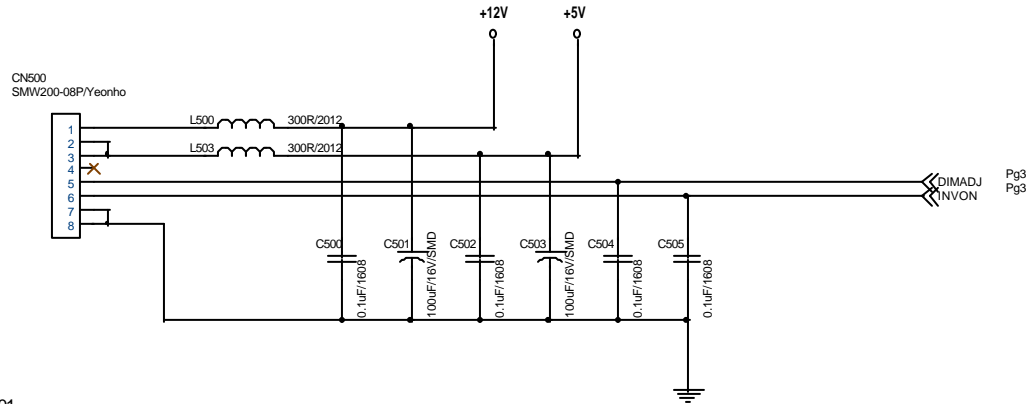 +12V
+5V
CN500
SMW200-08P/Yeonho
L500
300R/2012
1
2
L503
300R/2012
3
4
5
DIMADJ
Pg3
6
INVON
Pg3
7
8
C500
0.1uF/1608
C501
100uF/16V/SMD
C502
0.1uF/1608
C503
100uF/16V/SMD
C504
0.1uF/1608
C505
0.1uF/1608